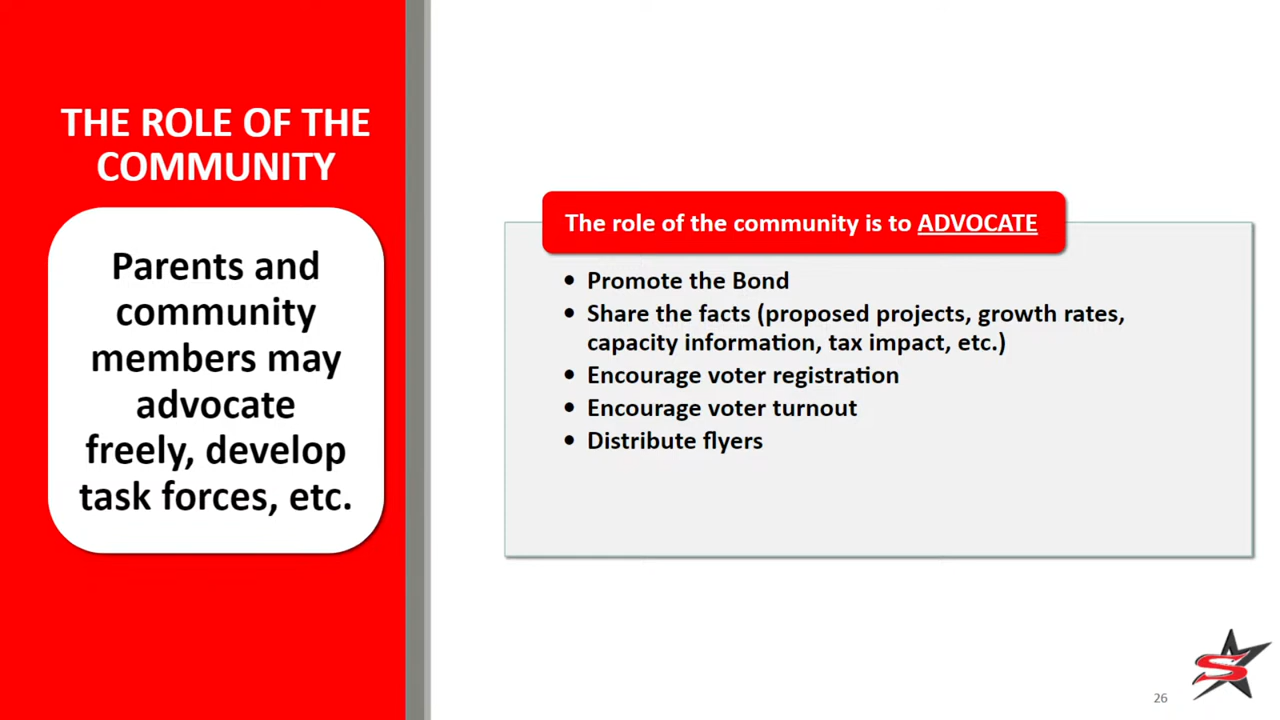 THE ROLE OF THE
COMMUNITY
Parents and
community
members may
advocate
freely, develop
task forces, etc.
The role of the community is to ADVOCATE
• Promote the Bond
• Share the facts (proposed projects, growth rates,
capacity information, tax impact, etc.)
• Encourage voter registration
• Encourage voter turnout
• Distribute flyers
S
26